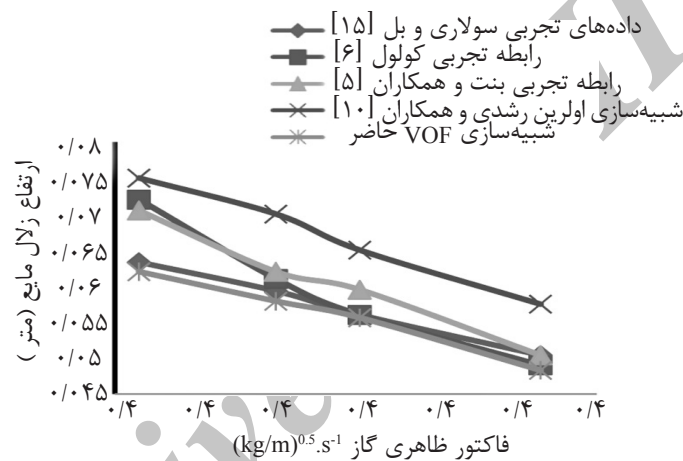 داده‌های تجربی سولاری و بل [۱۵]
رابطه تجربی کولول [۶]
رابطه تجربی بنت و همکاران [۵]
شبیه‌سازی اولرین رشدی و همکاران [۱۰]
شبیه‌سازی VOF حاضر
ارتفاع زلال مایع (متر)
۰/۰۸
۰/۰۷۵
۰/۰۷
۰/۰۶۵
۰/۰۶
۰/۰۵۵
۰/۰۵
۰/۰۴۵
۰/۴ ۰/۴ ۰/۴ ۰/۴ ۰/۴ ۰/۴ ۰/۴
فاکتور ظاهری گاز (kg/m)⁰·⁵.s⁻¹